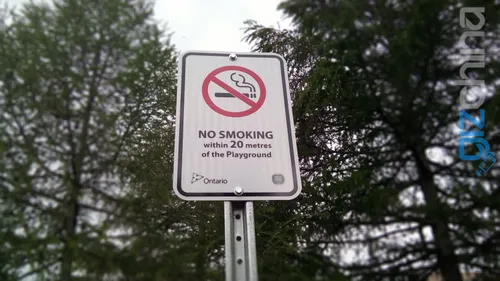 NO SMOKING
within 20 metres
of the Playground
Ontario